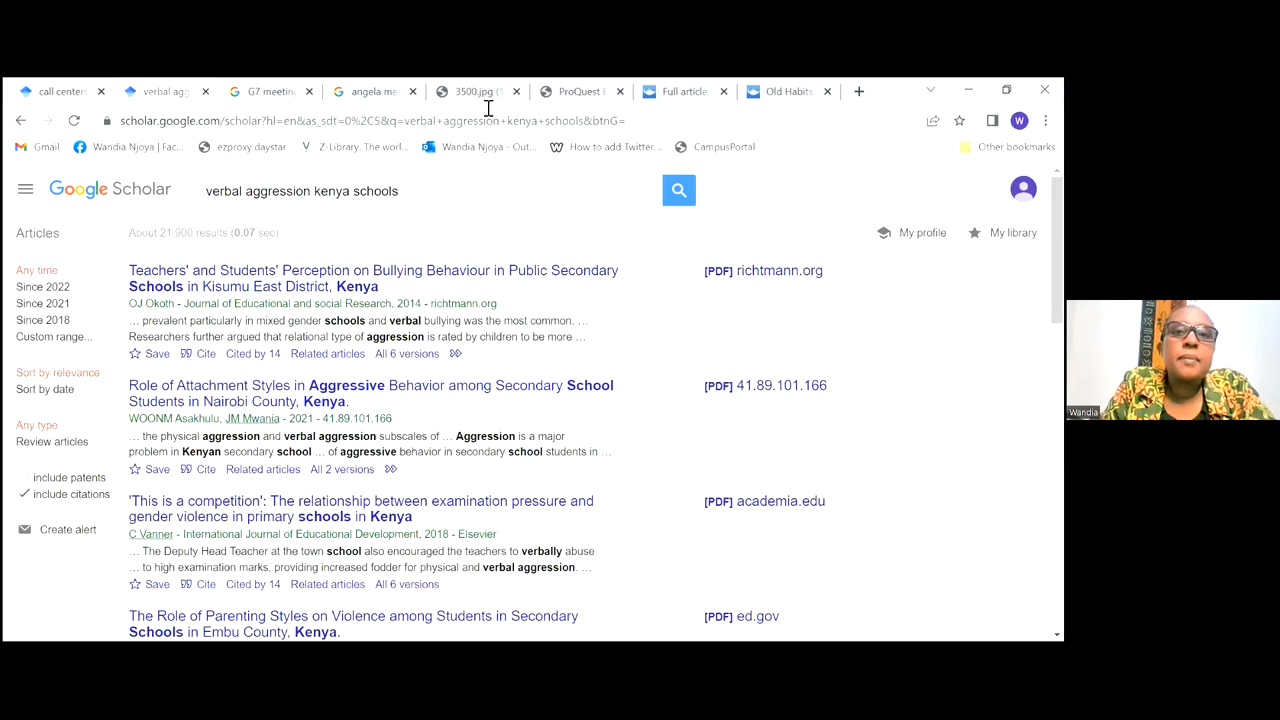 call centers
verbal agg
G7 meetin
angela me
3500.jpg (1
ProQuest E
Full article
Old Habits
scholar.google.com/scholar?hl=en&as_sdt=0%2C5&q=verbal+aggression+kenya+schools&btnG=
Gmail
Wandia Njoya | Fac...
ezproxy daystar
Z-Library. The worl...
Wandia Njoya - Out...
How to add Twitter...
CampusPortal
Other bookmarks
Google Scholar
verbal aggression kenya schools
Articles
About 21,900 results (0.07 sec)
My profile
My library
Any time
Since 2022
Since 2021
Since 2018
Custom range...
Sort by relevance
Sort by date
Any type
Review articles
include patents
include citations
Create alert
Teachers' and Students' Perception on Bullying Behaviour in Public Secondary
Schools in Kisumu East District, Kenya
OJ Okoth - Journal of Educational and social Research, 2014 - richtmann.org
... prevalent particularly in mixed gender schools and verbal bullying was the most common. ...
Researchers further argued that relational type of aggression is rated by children to be more ...
Save Cite Cited by 14 Related articles All 6 versions
[PDF] richtmann.org
Role of Attachment Styles in Aggressive Behavior among Secondary School
Students in Nairobi County, Kenya.
WOONM Asakhulu, JM Mwania - 2021 - 41.89.101.166
... the physical aggression and verbal aggression subscales of ... Aggression is a major
problem in Kenyan secondary school ... of aggressive behavior in secondary school students in ...
Save Cite Related articles All 2 versions
[PDF] 41.89.101.166
'This is a competition': The relationship between examination pressure and
gender violence in primary schools in Kenya
C Vanner - International Journal of Educational Development, 2018 - Elsevier
... The Deputy Head Teacher at the town school also encouraged the teachers to verbally abuse
... to high examination marks, providing increased fodder for physical and verbal aggression. ...
Save Cite Cited by 14 Related articles All 6 versions
[PDF] academia.edu
The Role of Parenting Styles on Violence among Students in Secondary
Schools in Embu County, Kenya.
[PDF] ed.gov
W
Wandia